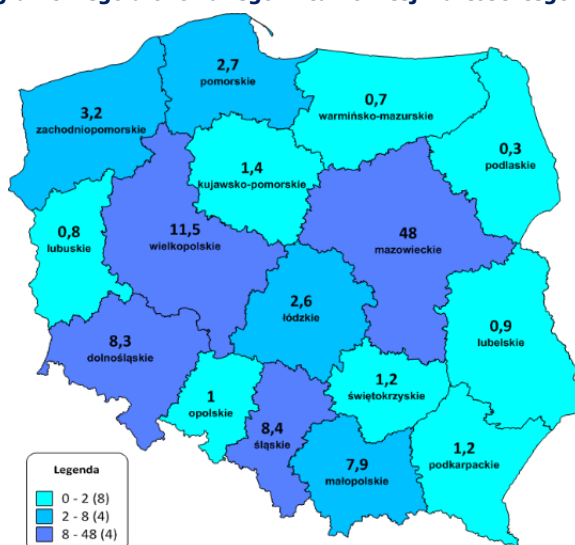 2,7
pomorskie
3,2
zachodniopomorskie
0,7
warmińsko-mazurskie
0,3
podlaskie
1,4
kujawsko-pomorskie
0,8
lubuskie
11,5
wielkopolskie
48
mazowieckie
2,6
łódzkie
8,3
dolnośląskie
0,9
lubelskie
1
opolskie
1,2
świętokrzyskie
8,4
śląskie
7,9
małopolskie
1,2
podkarpackie
Legenda
0 - 2 (8)
2 - 8 (4)
8 - 48 (4)